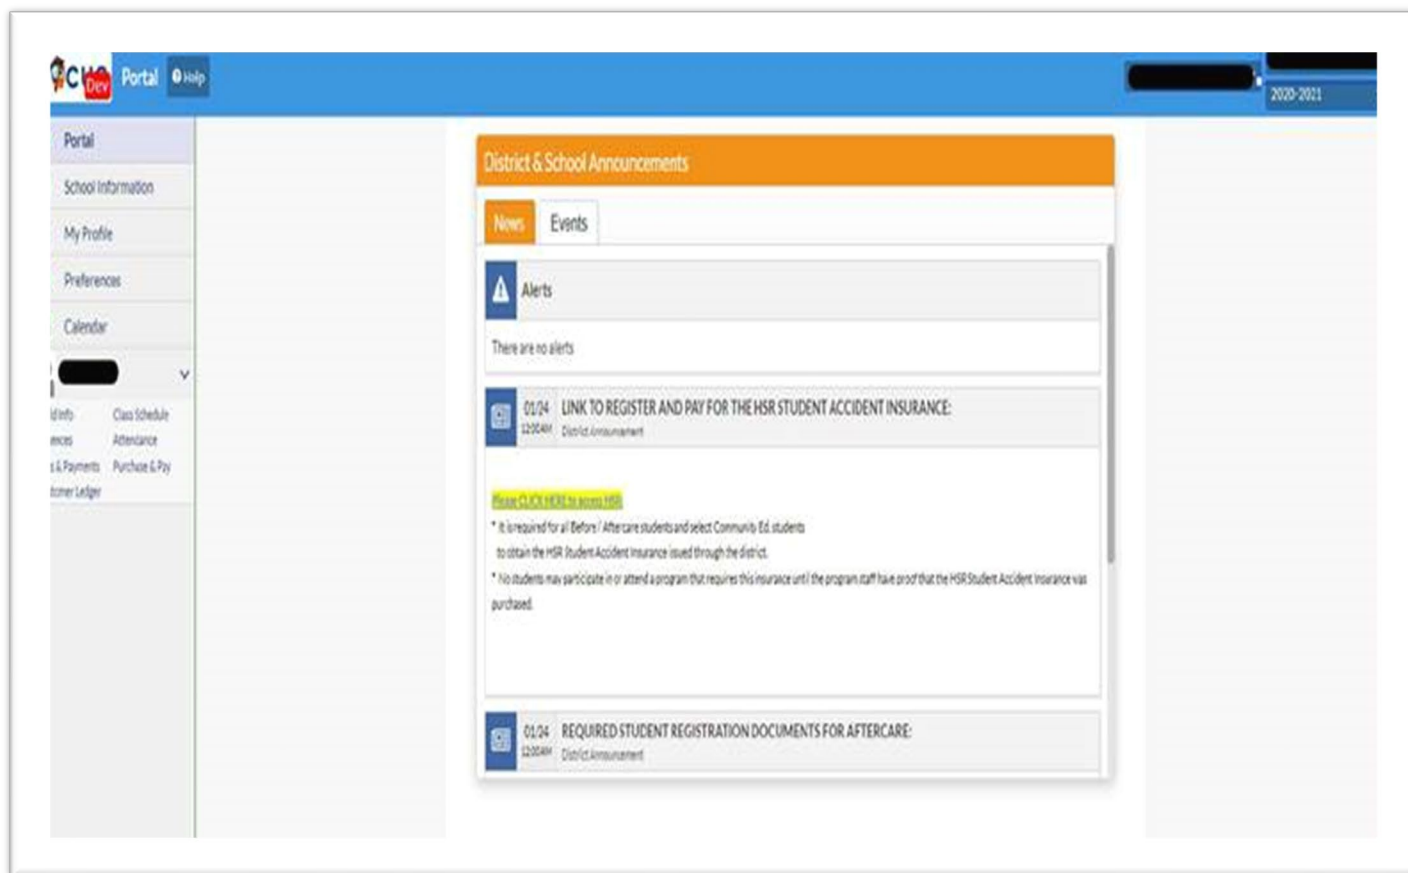 Dev
Portal
Help
2020-2021
Portal
School Information
My Profile
Preferences
Calendar
Info
Class Schedule
Attendance
& Payments
Purchase & Pay
Ledger
District & School Announcements
News
Events
Alerts
There are no alerts
01/24
12:00AM
LINK TO REGISTER AND PAY FOR THE HSR STUDENT ACCIDENT INSURANCE:
District Announcement
Please CLICK HERE to access HSR
* It is required for all Before / Aftercare students and select Community Ed. students
to obtain the HSR Student Accident Insurance issued through the district.
* No students may participate in or attend a program that requires this insurance until the program staff have proof that the HSR Student Accident Insurance was
purchased.
01/24
12:00AM
REQUIRED STUDENT REGISTRATION DOCUMENTS FOR AFTERCARE:
District Announcement